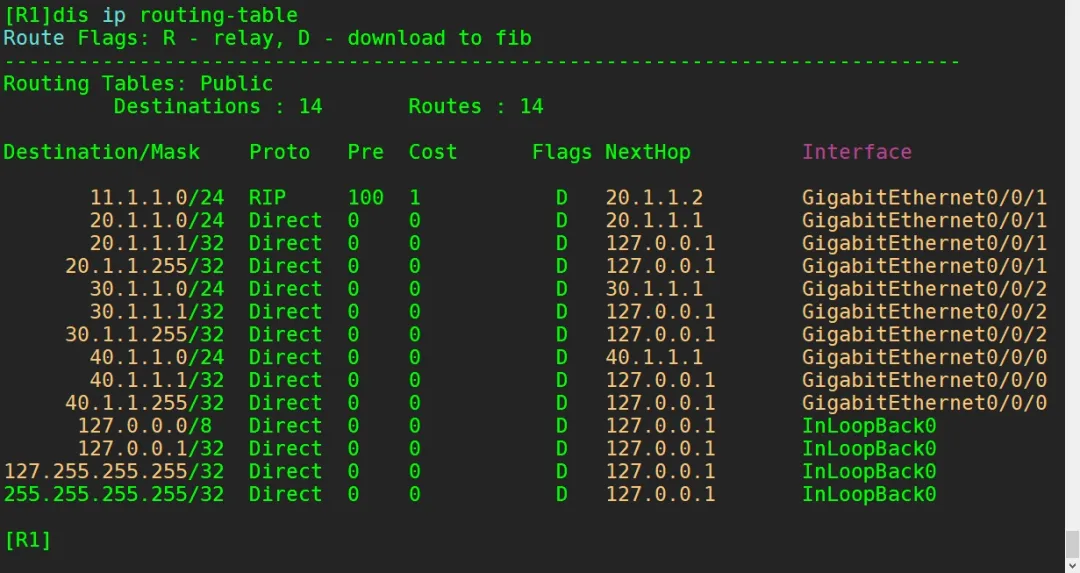 [R1]dis ip routing-table
Route Flags: R - relay, D - download to fib
------------------------------------------------------------------------------
Routing Tables: Public
         Destinations : 14       Routes : 14

Destination/Mask    Proto   Pre  Cost      Flags NextHop         Interface

       11.1.1.0/24  RIP     100  1           D   20.1.1.2        GigabitEthernet0/0/1
       20.1.1.0/24  Direct  0    0           D   20.1.1.1        GigabitEthernet0/0/1
       20.1.1.1/32  Direct  0    0           D   127.0.0.1       GigabitEthernet0/0/1
     20.1.1.255/32  Direct  0    0           D   127.0.0.1       GigabitEthernet0/0/1
       30.1.1.0/24  Direct  0    0           D   30.1.1.1        GigabitEthernet0/0/2
       30.1.1.1/32  Direct  0    0           D   127.0.0.1       GigabitEthernet0/0/2
     30.1.1.255/32  Direct  0    0           D   127.0.0.1       GigabitEthernet0/0/2
       40.1.1.0/24  Direct  0    0           D   40.1.1.1        GigabitEthernet0/0/0
       40.1.1.1/32  Direct  0    0           D   127.0.0.1       GigabitEthernet0/0/0
     40.1.1.255/32  Direct  0    0           D   127.0.0.1       GigabitEthernet0/0/0
      127.0.0.0/8   Direct  0    0           D   127.0.0.1       InLoopBack0
      127.0.0.1/32  Direct  0    0           D   127.0.0.1       InLoopBack0
127.255.255.255/32  Direct  0    0           D   127.0.0.1       InLoopBack0
255.255.255.255/32  Direct  0    0           D   127.0.0.1       InLoopBack0

[R1]